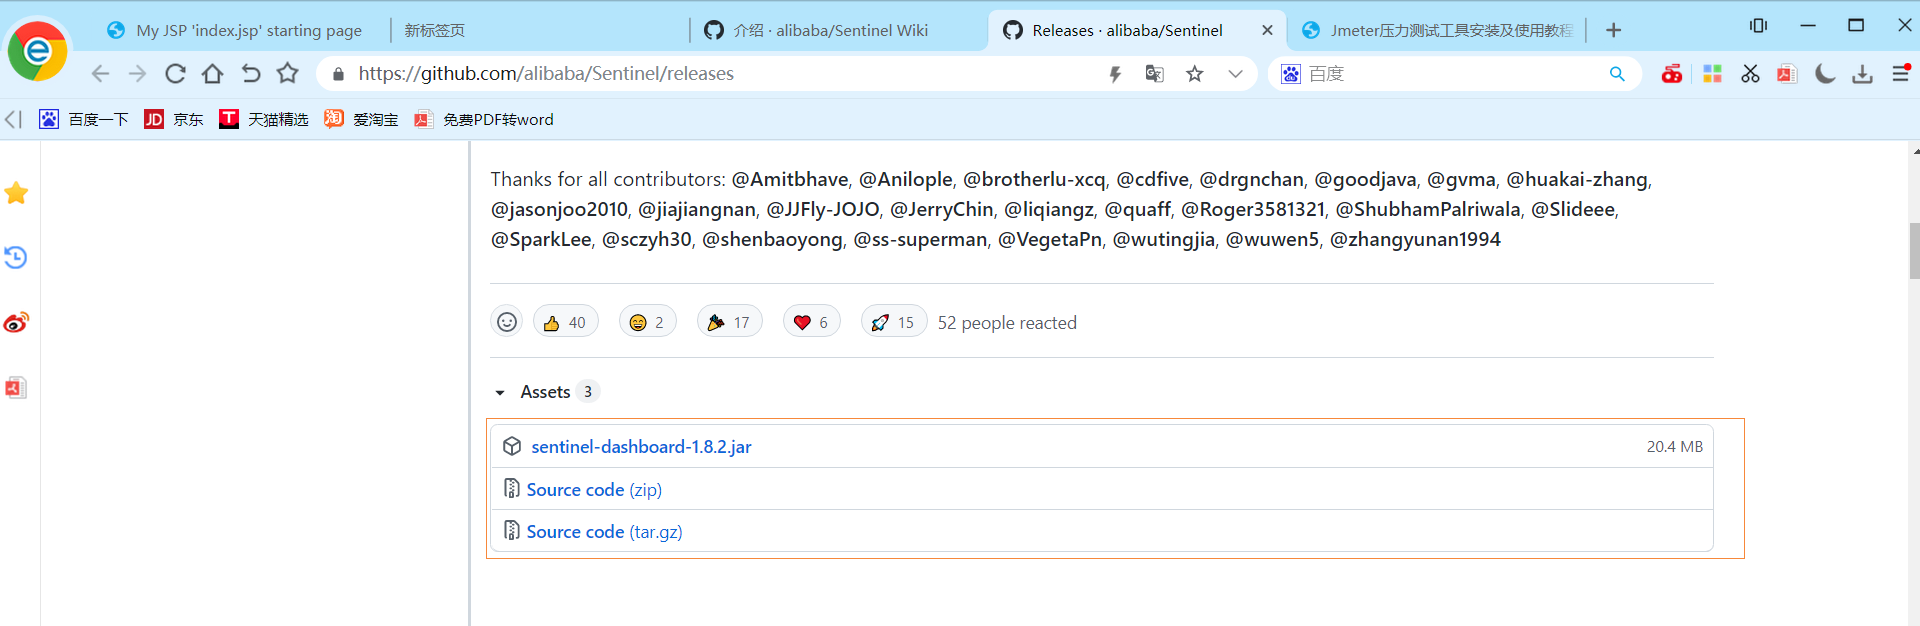 My JSP 'index.jsp' starting page
新标签页
介绍 · alibaba/Sentinel Wiki
Releases · alibaba/Sentinel
Jmeter压力测试工具安装及使用教程
https://github.com/alibaba/Sentinel/releases
百度
百度一下
JD 京东
T 天猫精选
淘 爱淘宝
免费PDF转word
Thanks for all contributors: @Amitbhave, @Anilople, @brotherlu-xcq, @cdfive, @drgnchan, @goodjava, @gvma, @huakai-zhang,
@jasonjoo2010, @jiajiangnan, @JJFly-JOJO, @JerryChin, @liqiangz, @quaff, @Roger3581321, @ShubhamPalriwala, @Slideee,
@SparkLee, @sczyh30, @shenbaoyong, @ss-superman, @VegetaPn, @wutingjia, @wuwen5, @zhangyunan1994
40
2
17
6
15
52 people reacted
Assets 3
sentinel-dashboard-1.8.2.jar
20.4 MB
Source code (zip)
Source code (tar.gz)